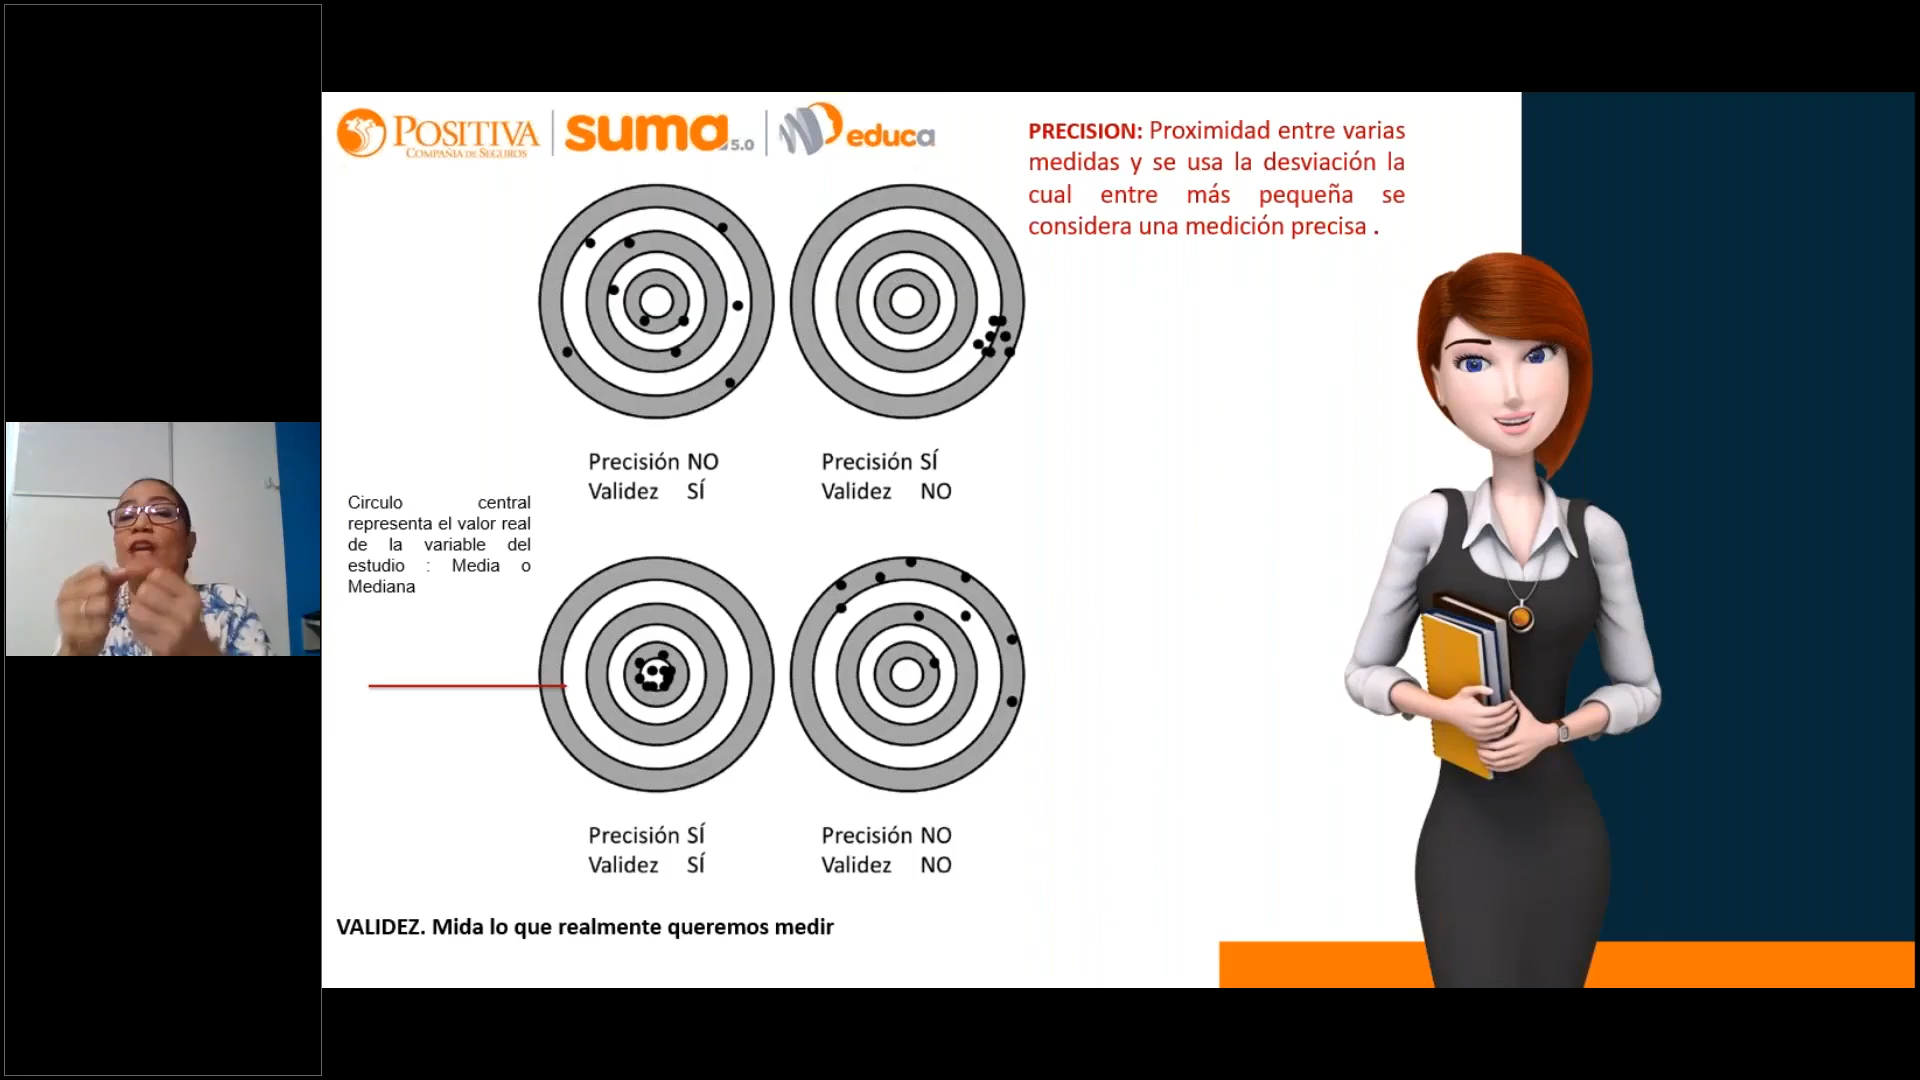 POSITIVA
COMPAÑIA DE SEGUROS
suma 5.0
educa
PRECISION: Proximidad entre varias
medidas y se usa la desviación la
cual entre más pequeña se
considera una medición precisa .
Precisión NO
Validez SÍ
Precisión SÍ
Validez NO
Circulo central
representa el valor real
de la variable del
estudio : Media o
Mediana
Precisión SÍ
Validez SÍ
Precisión NO
Validez NO
VALIDEZ. Mida lo que realmente queremos medir